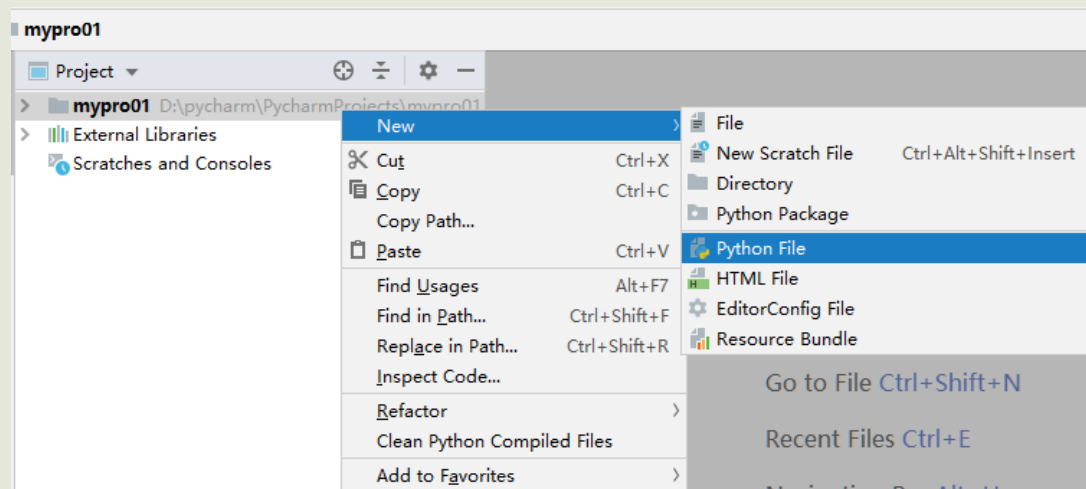 mypro01
Project
mypro01 D:\pycharm\PycharmProjects\mypro01
External Libraries
Scratches and Consoles
New
Cut Ctrl+X
Copy Ctrl+C
Copy Path...
Paste Ctrl+V
Find Usages Alt+F7
Find in Path... Ctrl+Shift+F
Replace in Path... Ctrl+Shift+R
Inspect Code...
Refactor
Clean Python Compiled Files
Add to Favorites
File
New Scratch File Ctrl+Alt+Shift+Insert
Directory
Python Package
Python File
HTML File
EditorConfig File
Resource Bundle
Go to File Ctrl+Shift+N
Recent Files Ctrl+E